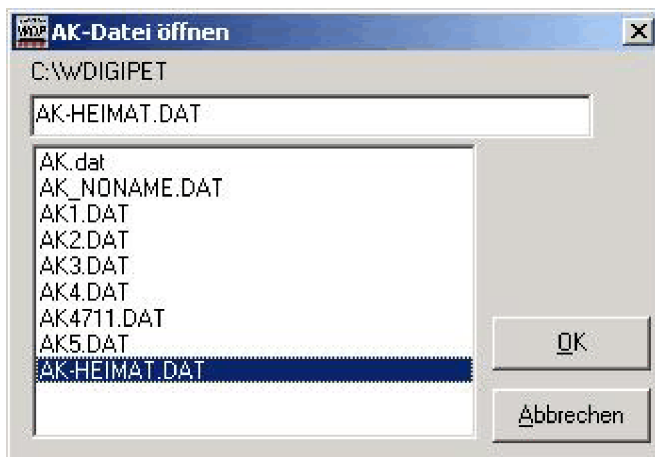 AK-Datei öffnen
C:\WDIGIPET
AK-HEIMAT.DAT
AK.dat
AK_NONAME.DAT
AK1.DAT
AK2.DAT
AK3.DAT
AK4.DAT
AK4711.DAT
AK5.DAT
AK-HEIMAT.DAT
OK
Abbrechen